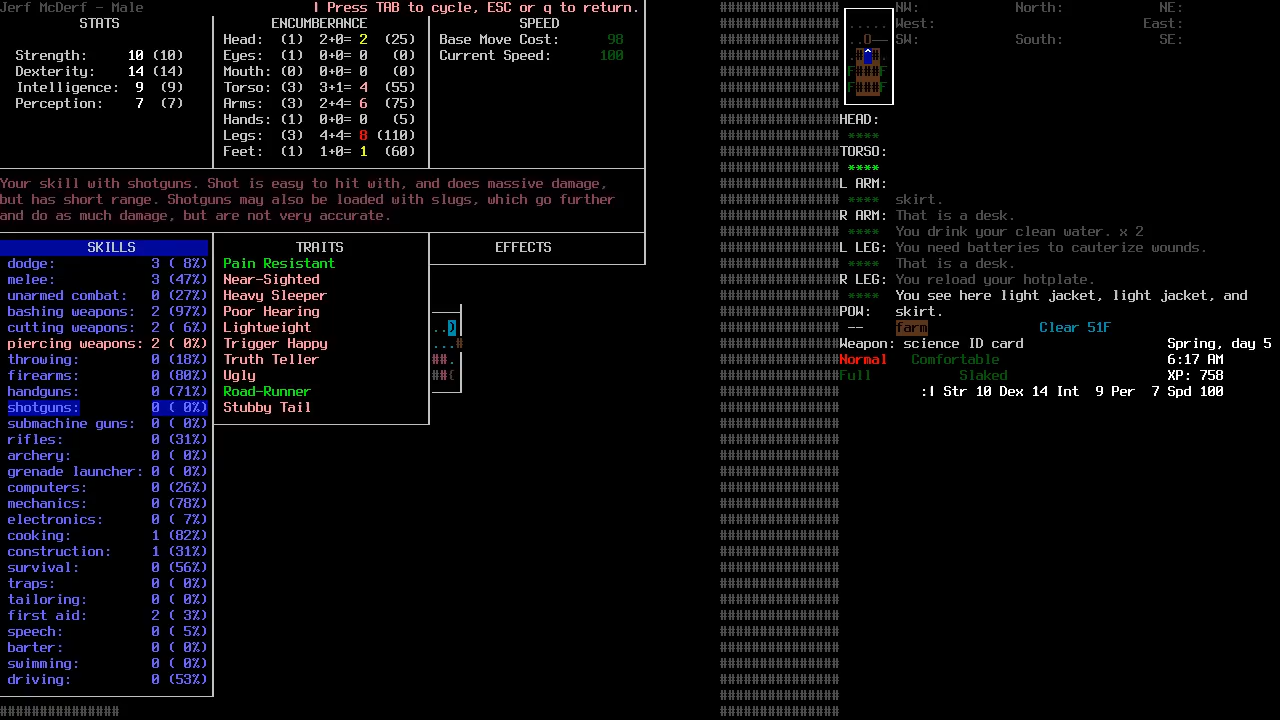 Jerf McDerf - Male | Press TAB to cycle, ESC or q to return.
STATS
Strength: 10 (10)
Dexterity: 14 (14)
Intelligence: 9 (9)
Perception: 7 (7)
ENCUMBERANCE
Head: (1) 2+0= 2 (25)
Eyes: (1) 0+0= 0 (0)
Mouth: (0) 0+0= 0 (0)
Torso: (3) 3+1= 4 (55)
Arms: (3) 2+4= 6 (75)
Hands: (1) 0+0= 0 (5)
Legs: (3) 4+4= 8 (110)
Feet: (1) 1+0= 1 (60)
SPEED
Base Move Cost: 98
Current Speed: 100
Your skill with shotguns. Shot is easy to hit with, and does massive damage,
but has short range. Shotguns may also be loaded with slugs, which go further
and do as much damage, but are not very accurate.
SKILLS
dodge: 3 ( 8%)
melee: 3 (47%)
unarmed combat: 0 (27%)
bashing weapons: 2 (97%)
cutting weapons: 2 ( 6%)
piercing weapons: 2 ( 0%)
throwing: 0 (18%)
firearms: 0 (80%)
handguns: 0 (71%)
shotguns: 0 ( 0%)
submachine guns: 0 ( 0%)
rifles: 0 (31%)
archery: 0 ( 0%)
grenade launcher: 0 ( 0%)
computers: 0 (26%)
mechanics: 0 (78%)
electronics: 0 ( 7%)
cooking: 1 (82%)
construction: 1 (31%)
survival: 0 (56%)
traps: 0 ( 0%)
tailoring: 0 ( 0%)
first aid: 2 ( 3%)
speech: 0 ( 5%)
barter: 0 ( 0%)
swimming: 0 ( 0%)
driving: 0 (53%)
TRAITS
Pain Resistant
Near-Sighted
Heavy Sleeper
Poor Hearing
Lightweight
Trigger Happy
Truth Teller
Ugly
Road-Runner
Stubby Tail
EFFECTS
NW: North: NE:
West: East:
SW: South: SE:
HEAD:
****
TORSO:
****
L ARM:
**** skirt.
R ARM: That is a desk.
**** You drink your clean water. x 2
L LEG: You need batteries to cauterize wounds.
**** That is a desk.
R LEG: You reload your hotplate.
**** You see here light jacket, light jacket, and
POW: skirt.
-- farm Clear 51F
Weapon: science ID card Spring, day 5
Normal Comfortable 6:17 AM
Full Slaked XP: 758
:| Str 10 Dex 14 Int 9 Per 7 Spd 100